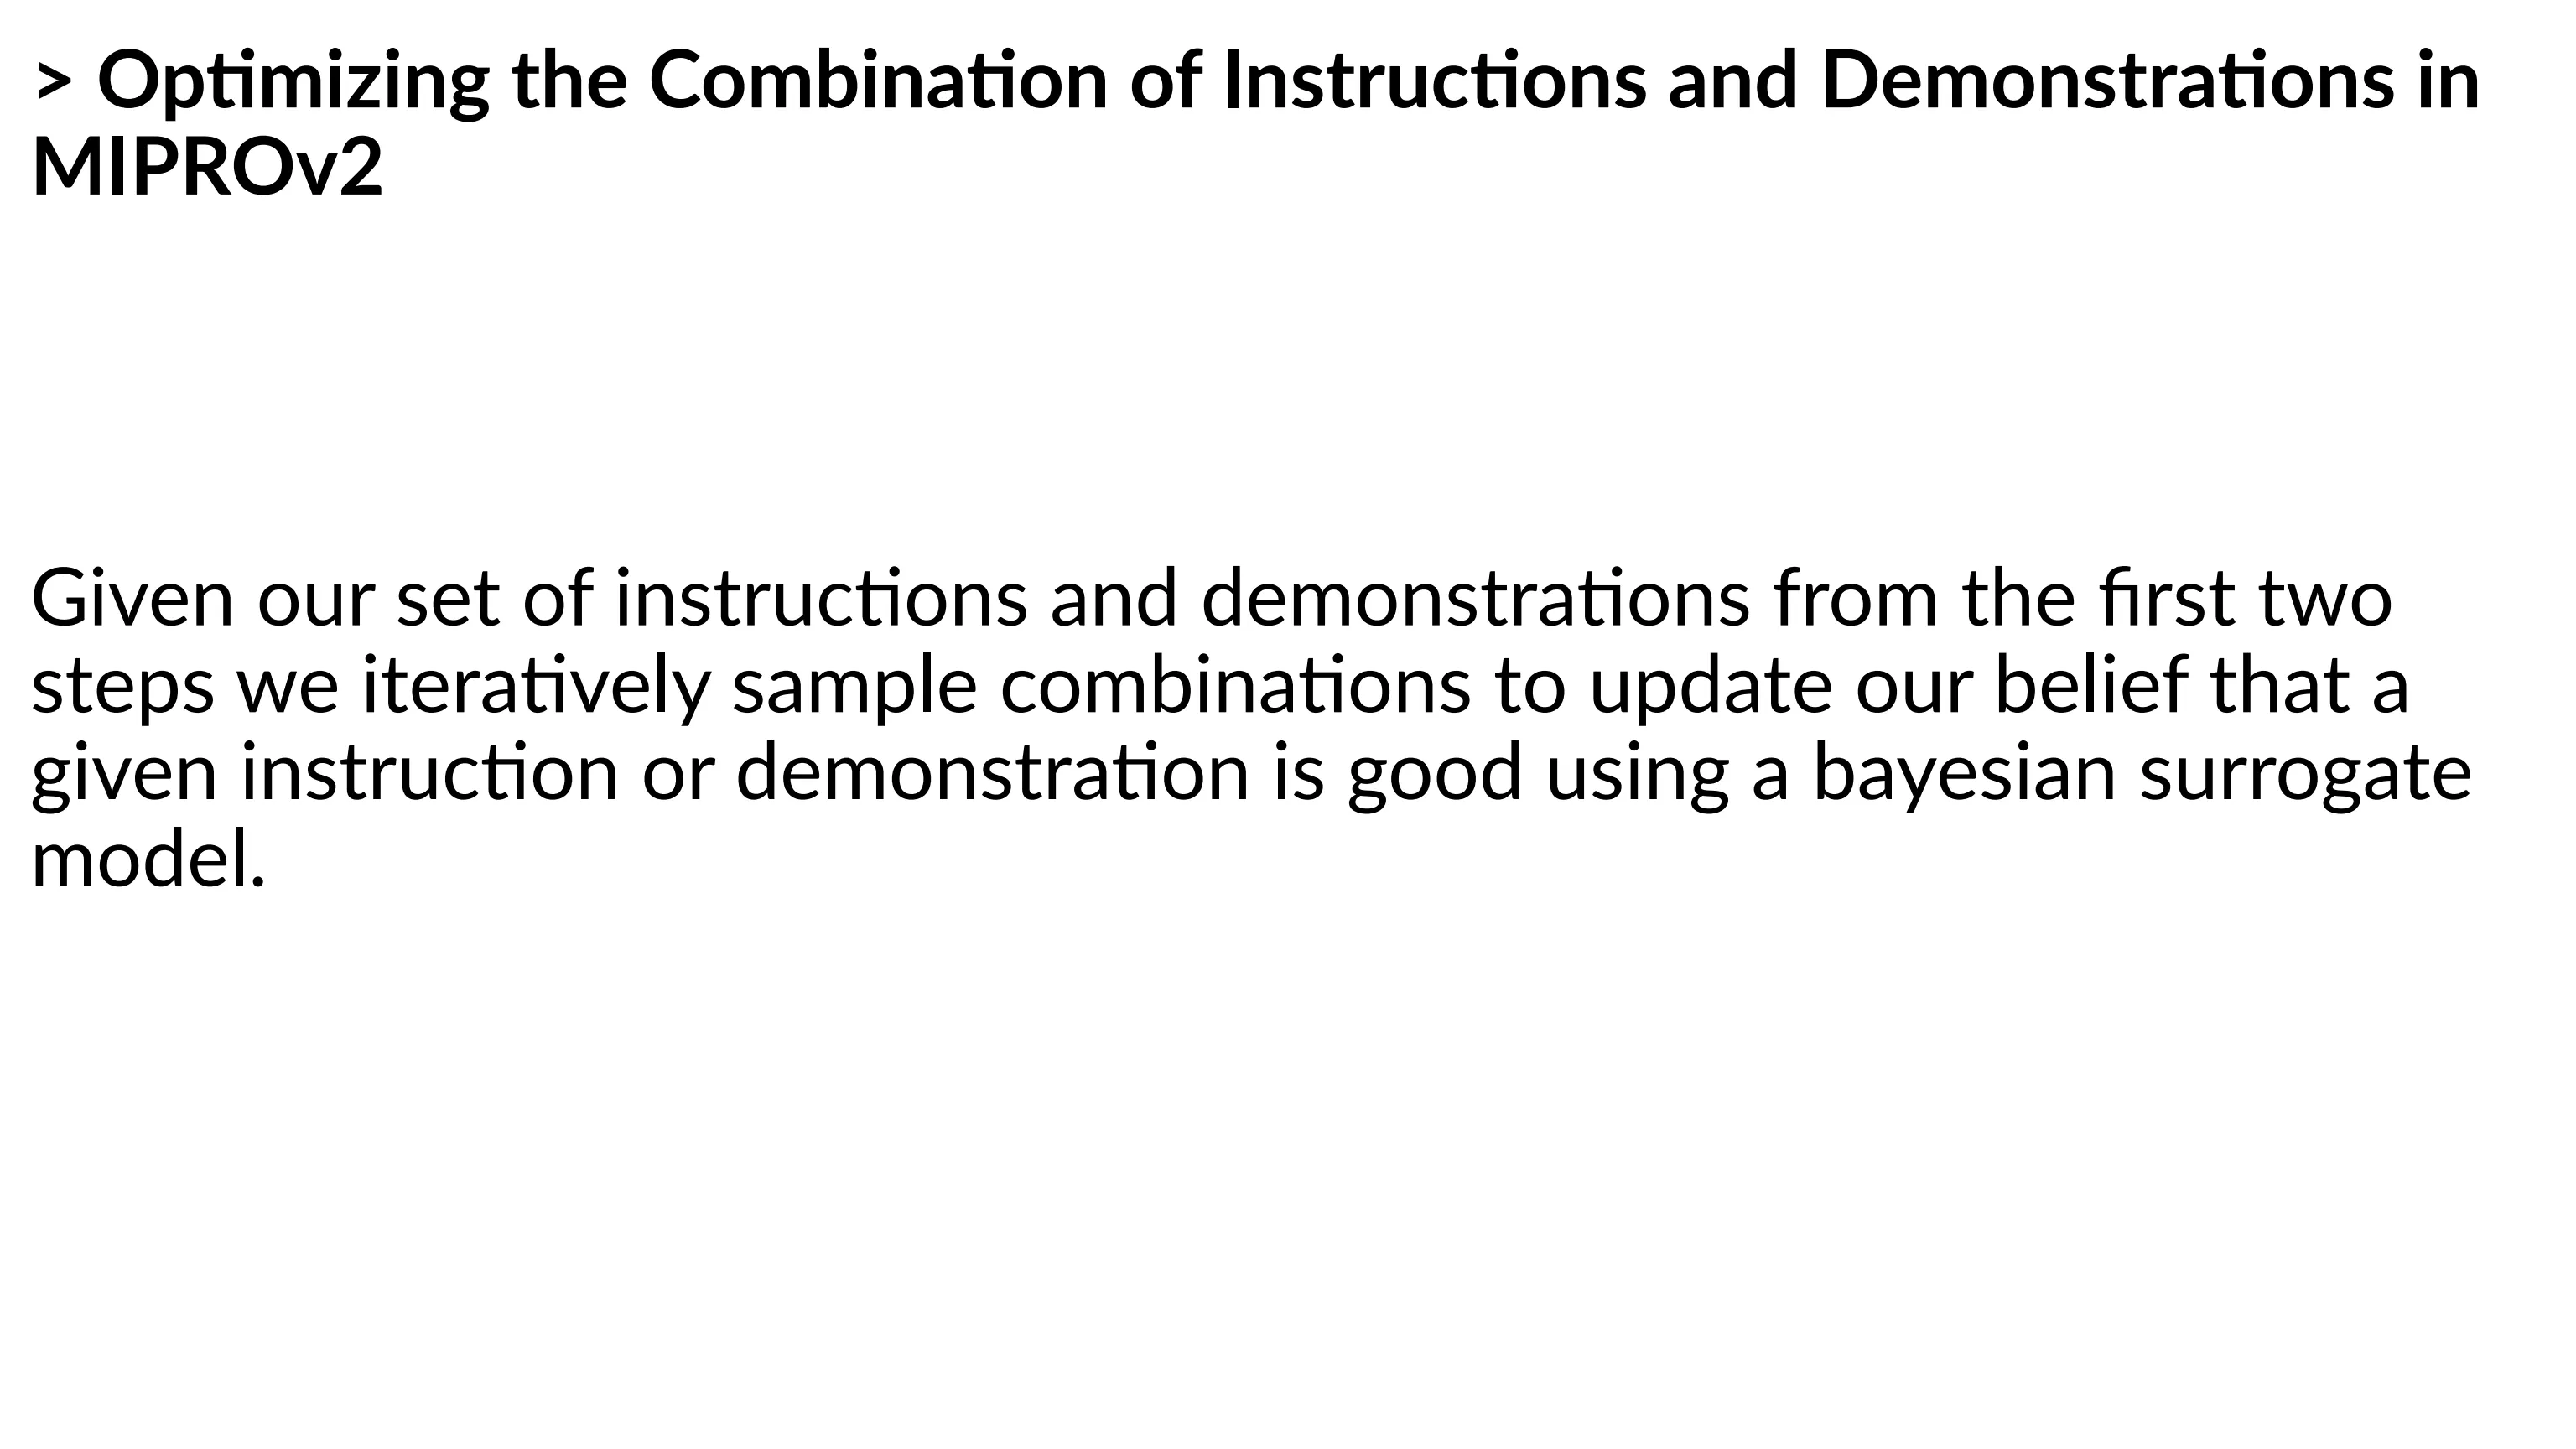 > Optimizing the Combination of Instructions and Demonstrations in
MIPROv2
Given our set of instructions and demonstrations from the first two
steps we iteratively sample combinations to update our belief that a
given instruction or demonstration is good using a bayesian surrogate
model.